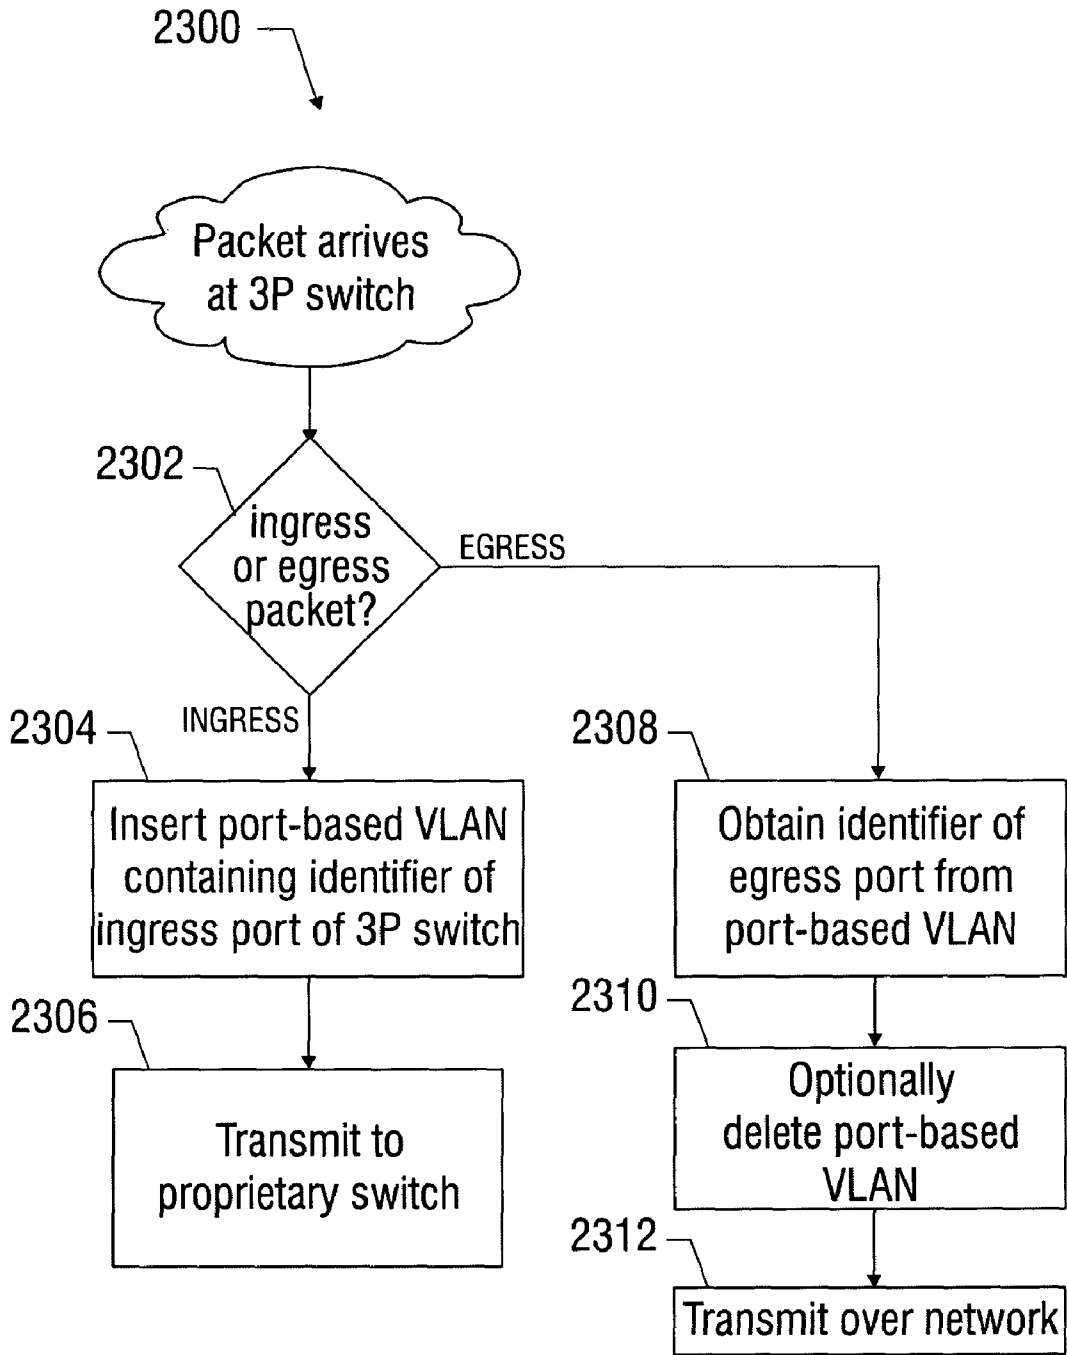 2300
Packet arrives
at 3P switch
2302
ingress
or egress
packet?
EGRESS
INGRESS
2304
Insert port-based VLAN
containing identifier of
ingress port of 3P switch
2306
Transmit to
proprietary switch
2308
Obtain identifier of
egress port from
port-based VLAN
2310
Optionally
delete port-based
VLAN
2312
Transmit over network